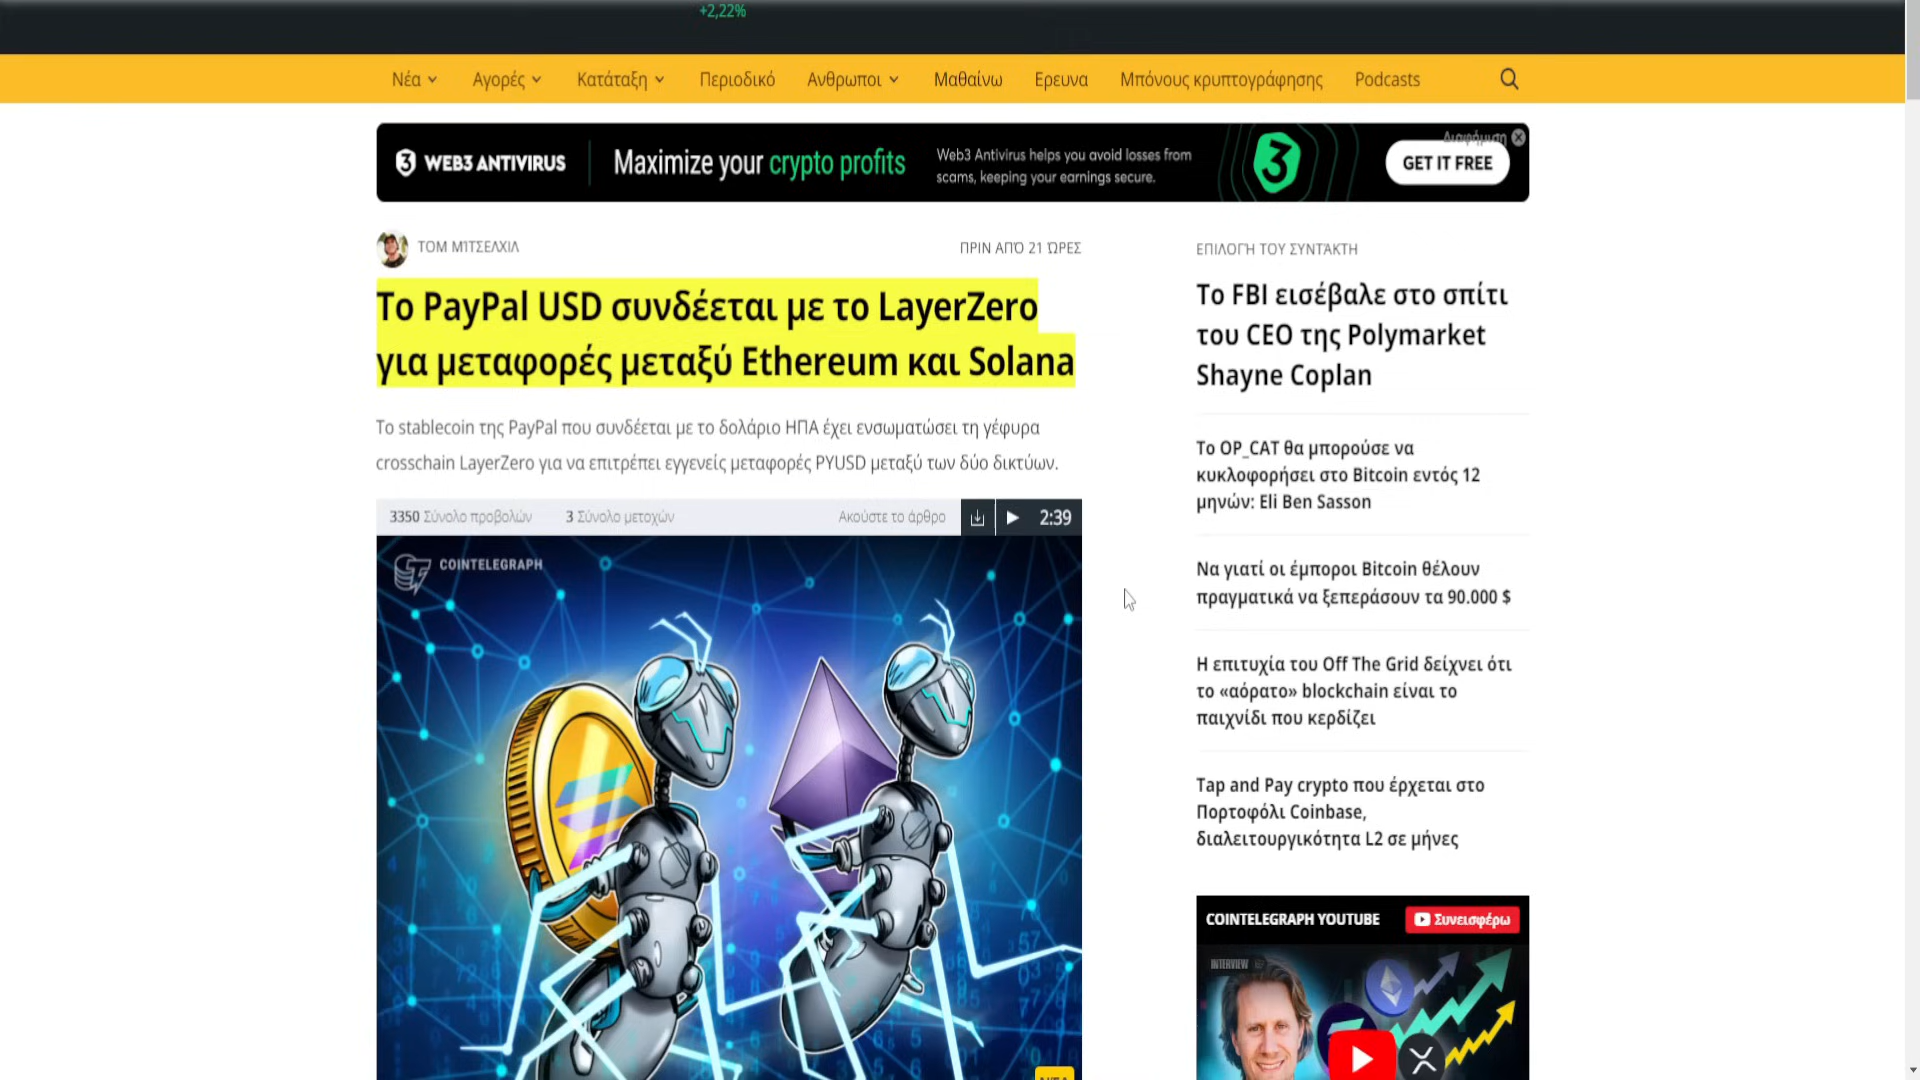 +2,22%
Νέα
Αγορές
Κατάταξη
Περιοδικό
Ανθρωποι
Μαθαίνω
Ερευνα
Μπόνους κρυπτογράφησης
Podcasts
WEB3 ANTIVIRUS
Maximize your crypto profits
Web3 Antivirus helps you avoid losses from
scams, keeping your earnings secure.
Διαφήμιση
GET IT FREE
ΤΟΜ ΜΊΤΣΕΛΧΙΛ
ΠΡΙΝ ΑΠΌ 21 ΏΡΕΣ
Το PayPal USD συνδέεται με το LayerZero
για μεταφορές μεταξύ Ethereum και Solana
Το stablecoin της PayPal που συνδέεται με το δολάριο ΗΠΑ έχει ενσωματώσει τη γέφυρα
crosschain LayerZero για να επιτρέπει εγγενείς μεταφορές PYUSD μεταξύ των δύο δικτύων.
3350 Σύνολο προβολών
3 Σύνολο μετοχών
Ακούστε το άρθρο
2:39
COINTELEGRAPH
ΕΠΙΛΟΓΉ ΤΟΥ ΣΥΝΤΆΚΤΗ
Το FBI εισέβαλε στο σπίτι
του CEO της Polymarket
Shayne Coplan
Το OP_CAT θα μπορούσε να
κυκλοφορήσει στο Bitcoin εντός 12
μηνών: Eli Ben Sasson
Να γιατί οι έμποροι Bitcoin θέλουν
πραγματικά να ξεπεράσουν τα 90.000 $
Η επιτυχία του Off The Grid δείχνει ότι
το «αόρατο» blockchain είναι το
παιχνίδι που κερδίζει
Tap and Pay crypto που έρχεται στο
Πορτοφόλι Coinbase,
διαλειτουργικότητα L2 σε μήνες
COINTELEGRAPH YOUTUBE
Συνεισφέρω
INTERVIEW